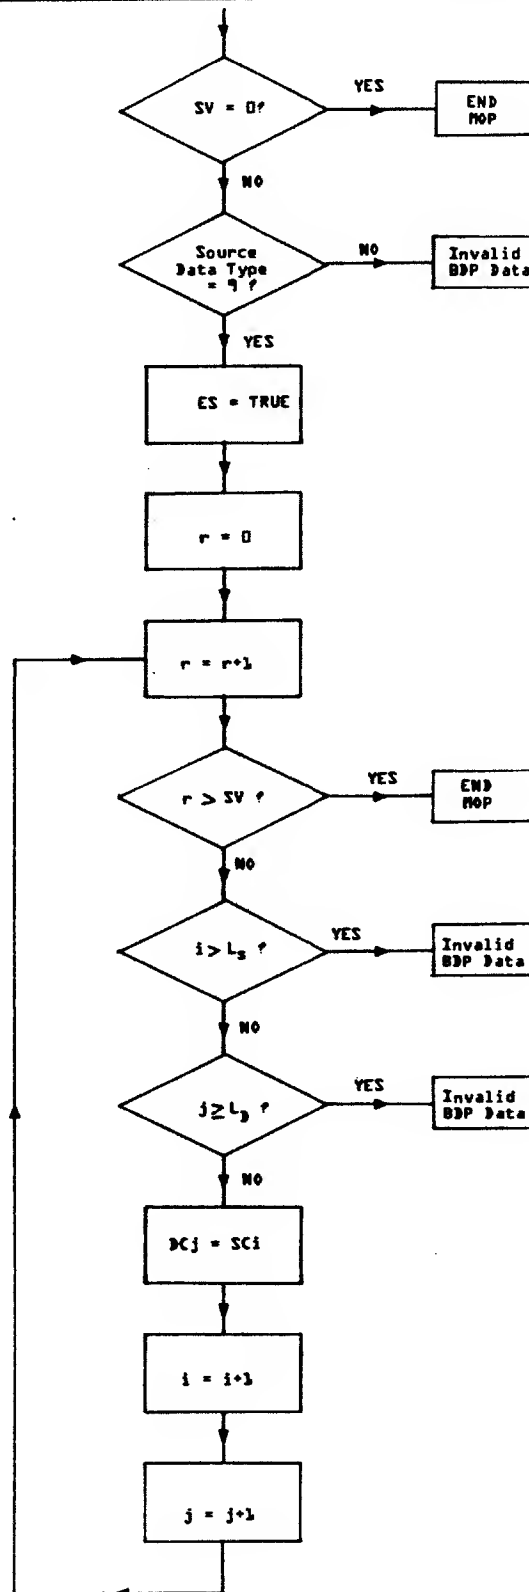 SV = 0?
YES
END
MOP
NO
Source
Data Type
= 9 ?
NO
Invalid
BDP Data
YES
ES = TRUE
r = 0
r = r+1
r > SV ?
YES
END
MOP
NO
i > Ls ?
YES
Invalid
BDP Data
NO
j ≥ LD ?
YES
Invalid
BDP Data
NO
DCj = SCi
i = i+1
j = j+1